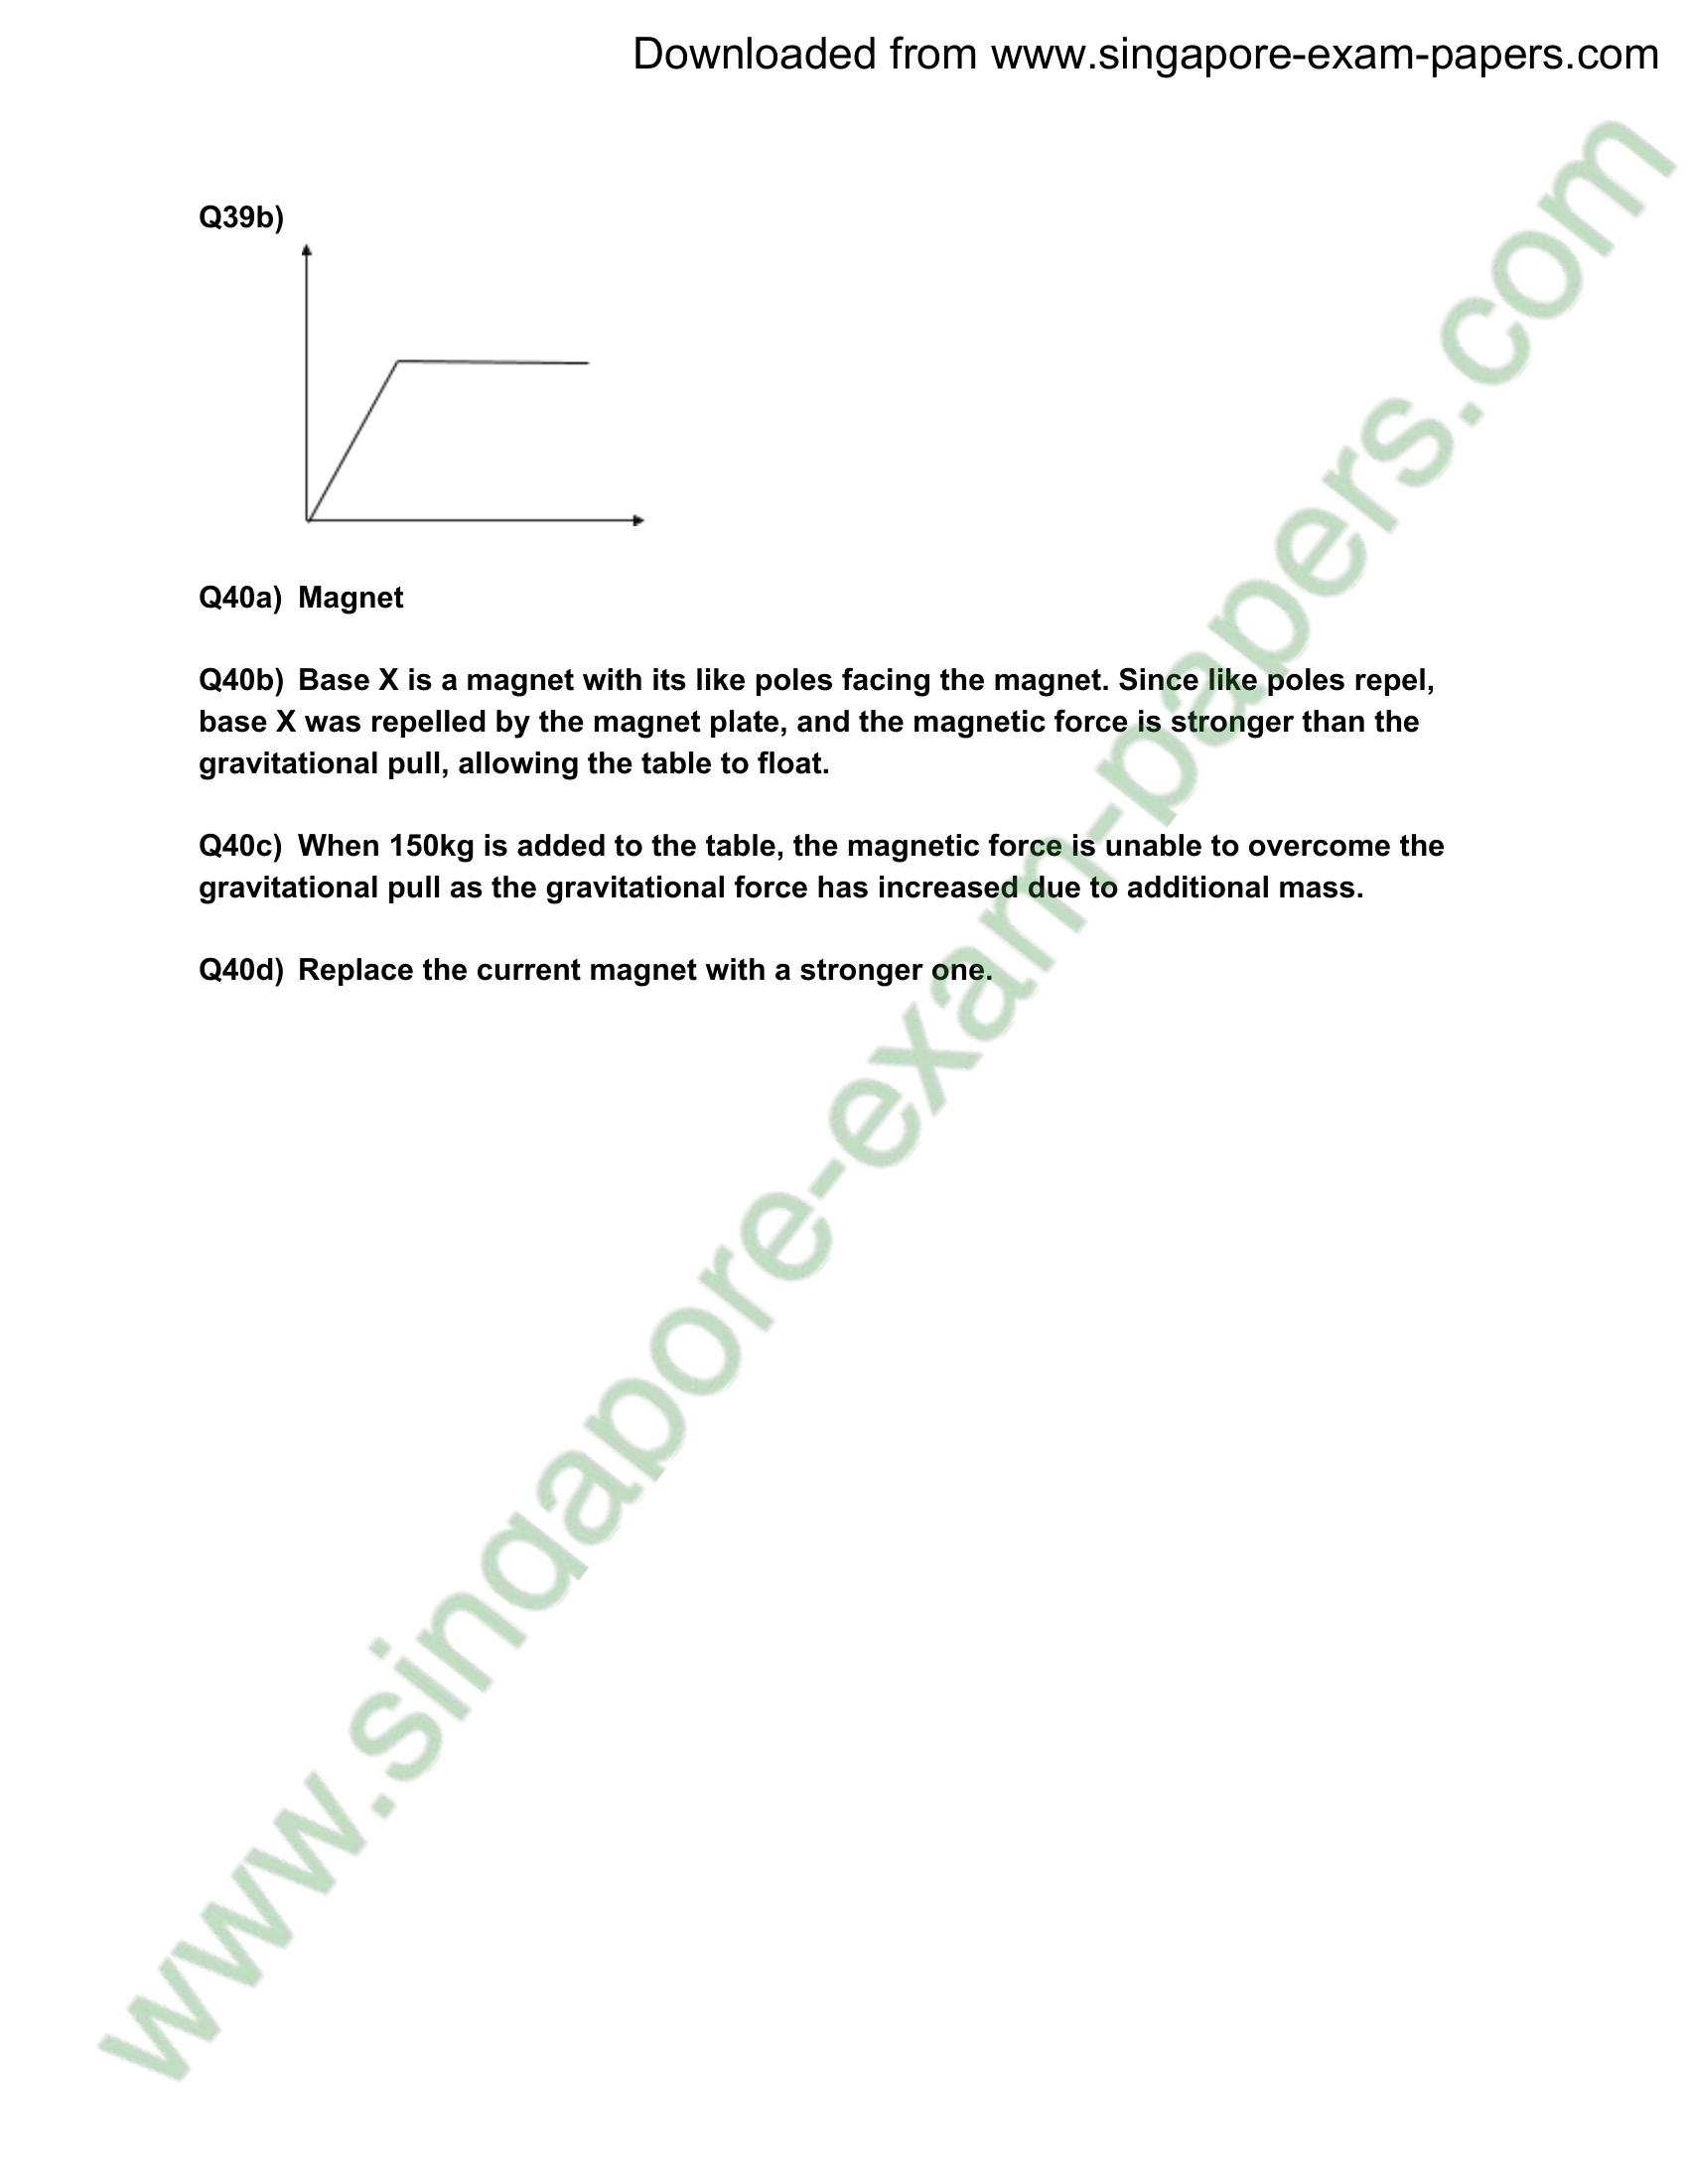 Downloaded from www.singapore-exam-papers.com
Q39b)
Q40a) Magnet
Q40b) Base X is a magnet with its like poles facing the magnet. Since like poles repel,
base X was repelled by the magnet plate, and the magnetic force is stronger than the
gravitational pull, allowing the table to float.
Q40c) When 150kg is added to the table, the magnetic force is unable to overcome the
gravitational pull as the gravitational force has increased due to additional mass.
Q40d) Replace the current magnet with a stronger one.
www.singapore-exam-papers.com